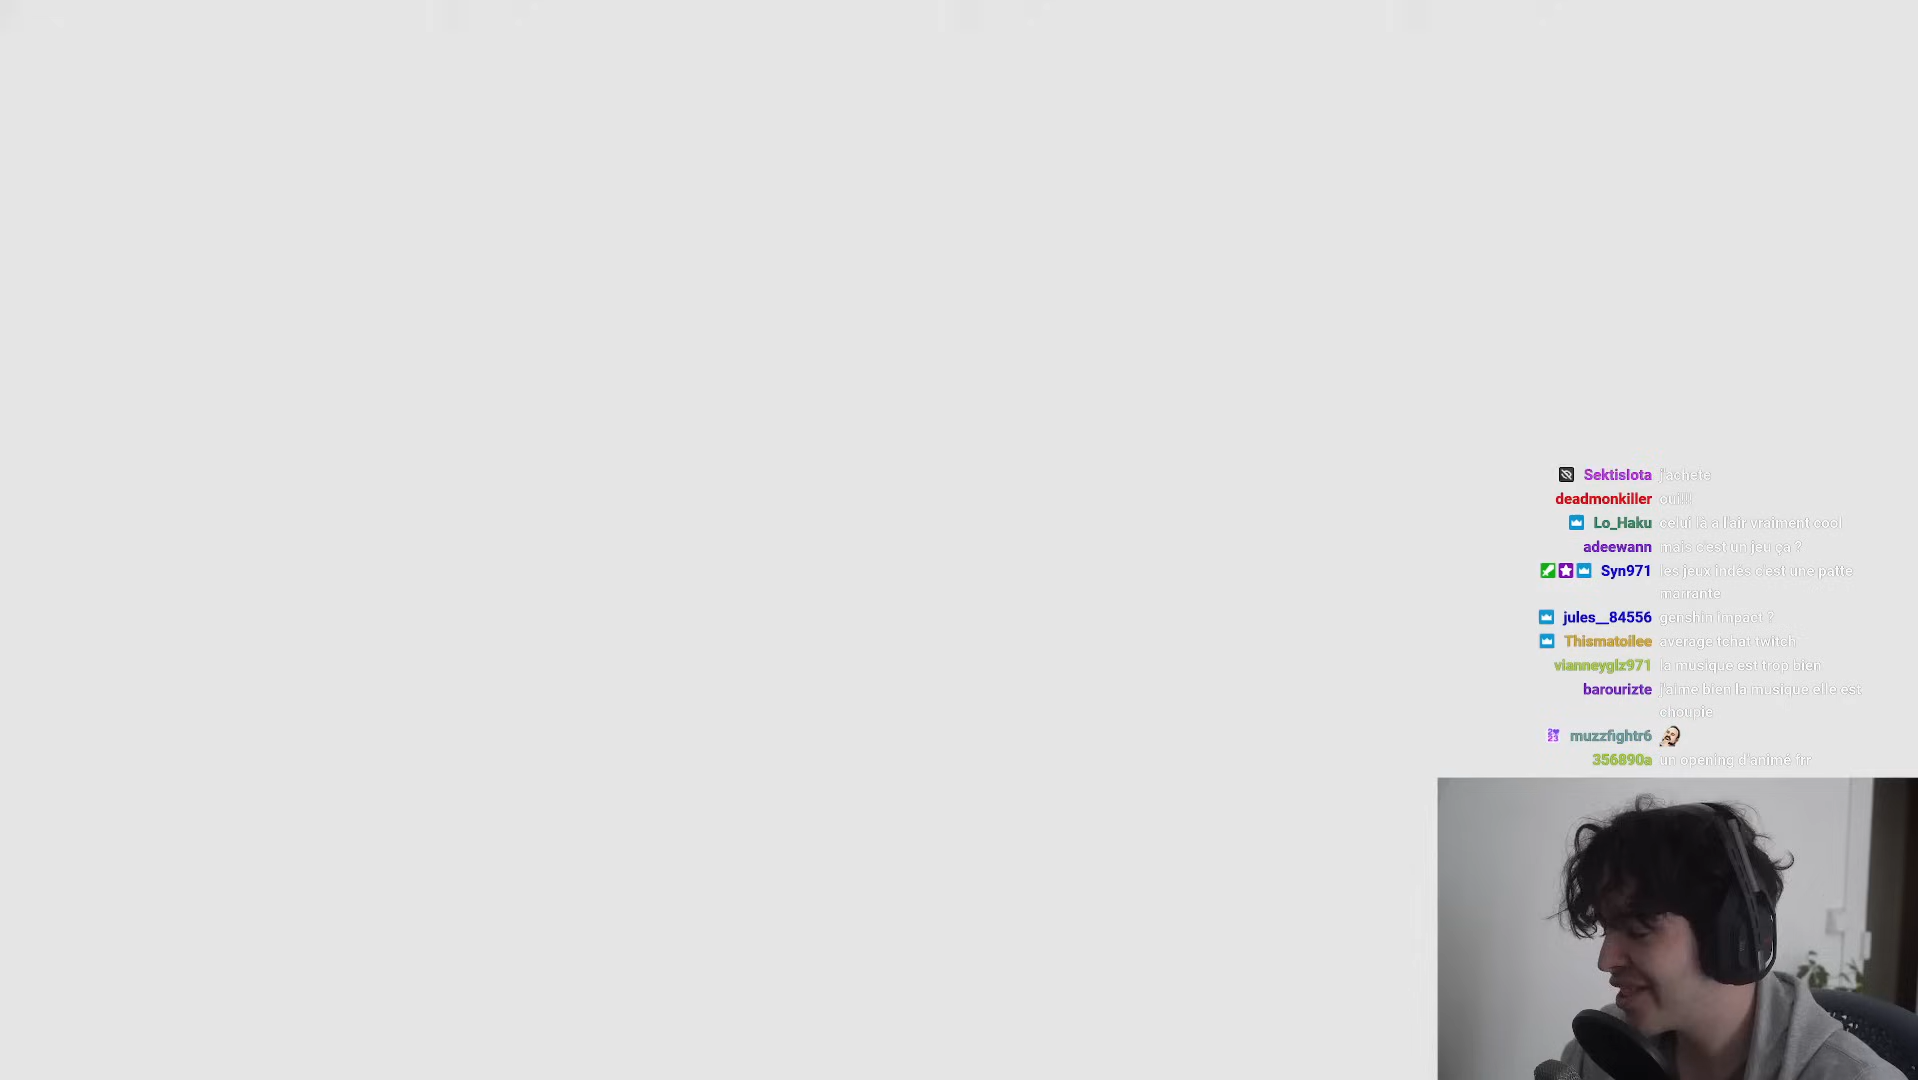 Sektislota j'achete
deadmonkiller oui!!!
Lo_Haku celui là a l'air vraiment cool
adeewann mais c'est un jeu ça ?
Syn971 les jeux indés c'est une patte
marrante
jules__84556 genshin impact ?
Thismatoilee average tchat twitch
vianneyglz971 la musique est trop bien
barourizte j'aime bien la musique elle est
choupie
muzzfightr6
356890a un opening d'animé frr